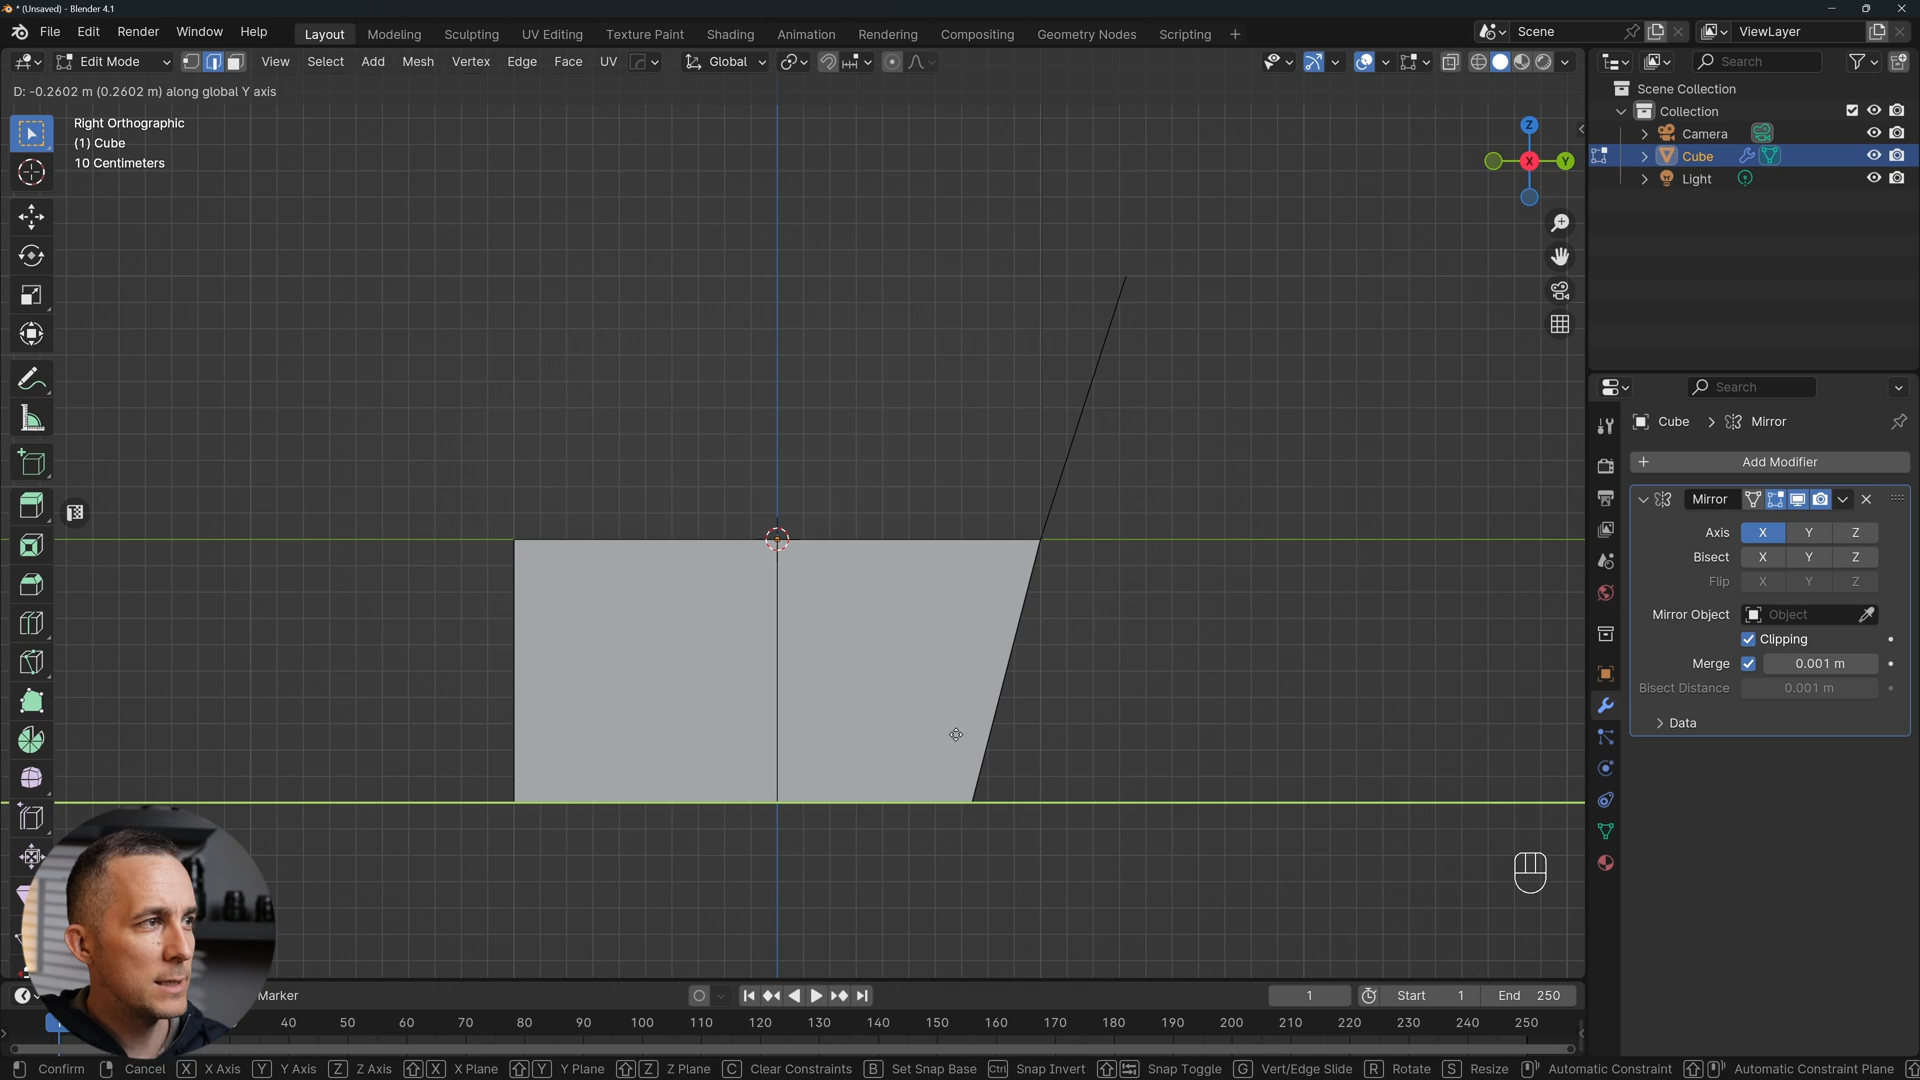 * (Unsaved) - Blender 4.1
File Edit Render Window Help Layout Modeling Sculpting UV Editing Texture Paint Shading Animation Rendering Compositing Geometry Nodes Scripting + Scene ViewLayer
Edit Mode View Select Add Mesh Vertex Edge Face UV Global Search
D: -0.2602 m (0.2602 m) along global Y axis
Scene Collection
Collection
Camera
Cube
Light
Right Orthographic
(1) Cube
10 Centimeters
Z
X
Y
Search
Cube > Mirror
+ Add Modifier
Mirror
Axis X Y Z
Bisect X Y Z
Flip X Y Z
Mirror Object Object
Clipping
Merge 0.001 m
Bisect Distance 0.001 m
> Data
Marker 1 Start 1 End 250
40 50 60 70 80 90 100 110 120 130 140 150 160 170 180 190 200 210 220 230 240 250
Confirm Cancel X X Axis Y Y Axis Z Z Axis X X Plane Y Y Plane Z Z Plane C Clear Constraints B Set Snap Base Ctrl Snap Invert Snap Toggle G Vert/Edge Slide R Rotate S Resize Automatic Constraint Automatic Constraint Plane